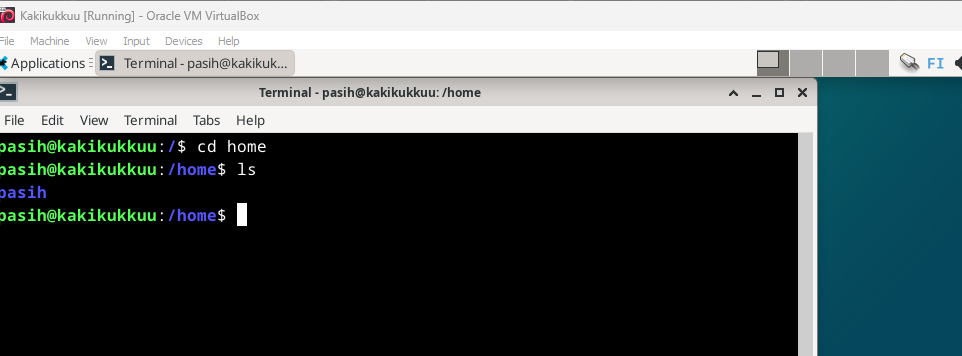 Kakikukkuu [Running] - Oracle VM VirtualBox
File Machine View Input Devices Help
Applications Terminal - pasih@kakikuk... FI
Terminal - pasih@kakikukkuu: /home
File Edit View Terminal Tabs Help
pasih@kakikukkuu:/$ cd home
pasih@kakikukkuu:/home$ ls
pasih
pasih@kakikukkuu:/home$